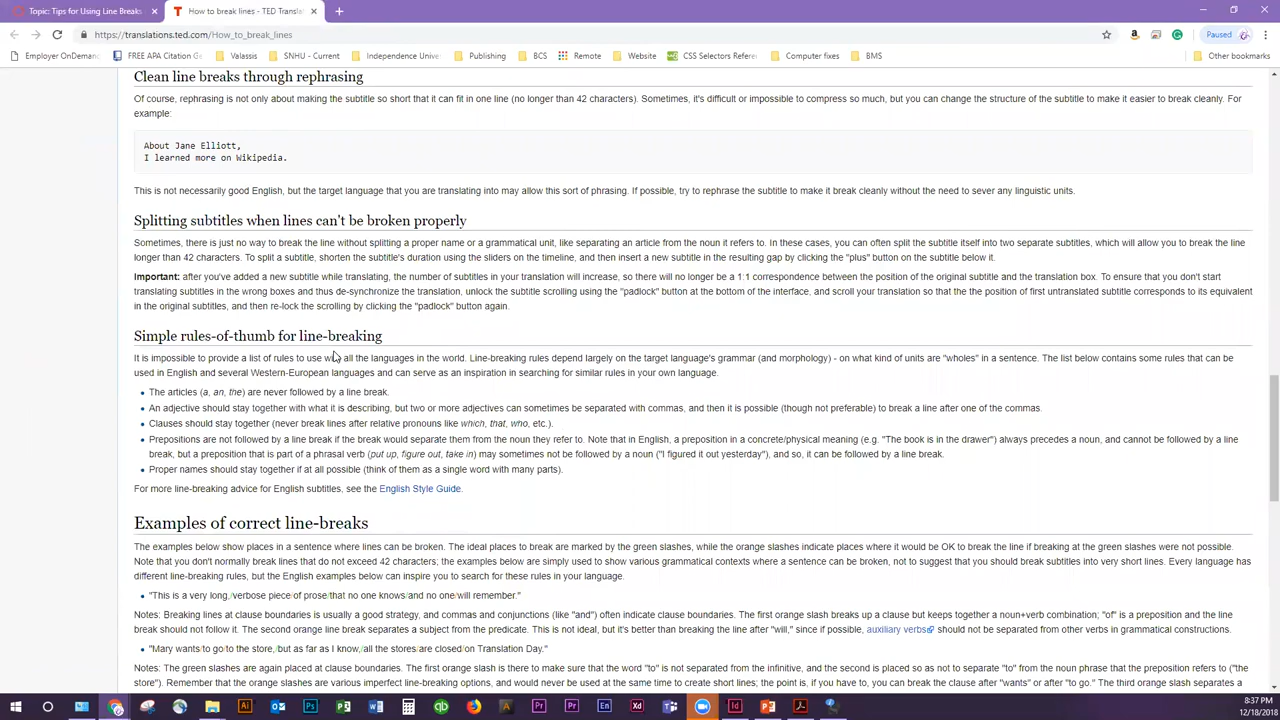 Topic: Tips for Using Line Breaks
How to break lines - TED Transla
https://translations.ted.com/How_to_break_lines
Paused
Employer OnDemand
FREE APA Citation Ge
Valassis
SNHU - Current
Independence Unive
Publishing
BCS
Remote
Website
CSS Selectors Refere
Computer fixes
BMS
Other bookmarks
Clean line breaks through rephrasing
Of course, rephrasing is not only about making the subtitle so short that it can fit in one line (no longer than 42 characters). Sometimes, it's difficult or impossible to compress so much, but you can change the structure of the subtitle to make it easier to break cleanly. For
example:
About Jane Elliott,
I learned more on Wikipedia.
This is not necessarily good English, but the target language that you are translating into may allow this sort of phrasing. If possible, try to rephrase the subtitle to make it break cleanly without the need to sever any linguistic units.
Splitting subtitles when lines can't be broken properly
Sometimes, there is just no way to break the line without splitting a proper name or a grammatical unit, like separating an article from the noun it refers to. In these cases, you can often split the subtitle itself into two separate subtitles, which will allow you to break the line
longer than 42 characters. To split a subtitle, shorten the subtitle's duration using the sliders on the timeline, and then insert a new subtitle in the resulting gap by clicking the "plus" button on the subtitle below it.
Important: after you've added a new subtitle while translating, the number of subtitles in your translation will increase, so there will no longer be a 1:1 correspondence between the position of the original subtitle and the translation box. To ensure that you don't start
translating subtitles in the wrong boxes and thus de-synchronize the translation, unlock the subtitle scrolling using the "padlock" button at the bottom of the interface, and scroll your translation so that the the position of first untranslated subtitle corresponds to its equivalent
in the original subtitles, and then re-lock the scrolling by clicking the "padlock" button again.
Simple rules-of-thumb for line-breaking
It is impossible to provide a list of rules to use all the languages in the world. Line-breaking rules depend largely on the target language's grammar (and morphology) - on what kind of units are "wholes" in a sentence. The list below contains some rules that can be
used in English and several Western-European languages and can serve as an inspiration in searching for similar rules in your own language.
The articles (a, an, the) are never followed by a line break.
An adjective should stay together with what it is describing, but two or more adjectives can sometimes be separated with commas, and then it is possible (though not preferable) to break a line after one of the commas.
Clauses should stay together (never break lines after relative pronouns like which, that, who, etc.).
Prepositions are not followed by a line break if the break would separate them from the noun they refer to. Note that in English, a preposition in a concrete/physical meaning (e.g. "The book is in the drawer") always precedes a noun, and cannot be followed by a line
break, but a preposition that is part of a phrasal verb (put up, figure out, take in) may sometimes not be followed by a noun ("I figured it out yesterday"), and so, it can be followed by a line break.
Proper names should stay together if at all possible (think of them as a single word with many parts).
For more line-breaking advice for English subtitles, see the English Style Guide.
Examples of correct line-breaks
The examples below show places in a sentence where lines can be broken. The ideal places to break are marked by the green slashes, while the orange slashes indicate places where it would be OK to break the line if breaking at the green slashes were not possible.
Note that you don't normally break lines that do not exceed 42 characters; the examples below are simply used to show various grammatical contexts where a sentence can be broken, not to suggest that you should break subtitles into very short lines. Every language has
different line-breaking rules, but the English examples below can inspire you to search for these rules in your language.
"This is a very long,/verbose piece/of prose/that no one knows/and no one/will remember."
Notes: Breaking lines at clause boundaries is usually a good strategy, and commas and conjunctions (like "and") often indicate clause boundaries. The first orange slash breaks up a clause but keeps together a noun+verb combination; "of" is a preposition and the line
break should not follow it. The second orange line break separates a subject from the predicate. This is not ideal, but it's better than breaking the line after "will," since if possible, auxiliary verbs should not be separated from other verbs in grammatical constructions.
"Mary wants/to go/to the store,/but as far as I know,/all the stores/are closed/on Translation Day."
Notes: The green slashes are again placed at clause boundaries. The first orange slash is there to make sure that the word "to" is not separated from the infinitive, and the second is placed so as not to separate "to" from the noun phrase that the preposition refers to ("the
store"). Remember that the orange slashes are various imperfect line-breaking options, and would never be used at the same time to create short lines; the point is, if you have to, you can break the clause after "wants" or after "to go." The third orange slash separates a
8:37 PM
12/18/2018